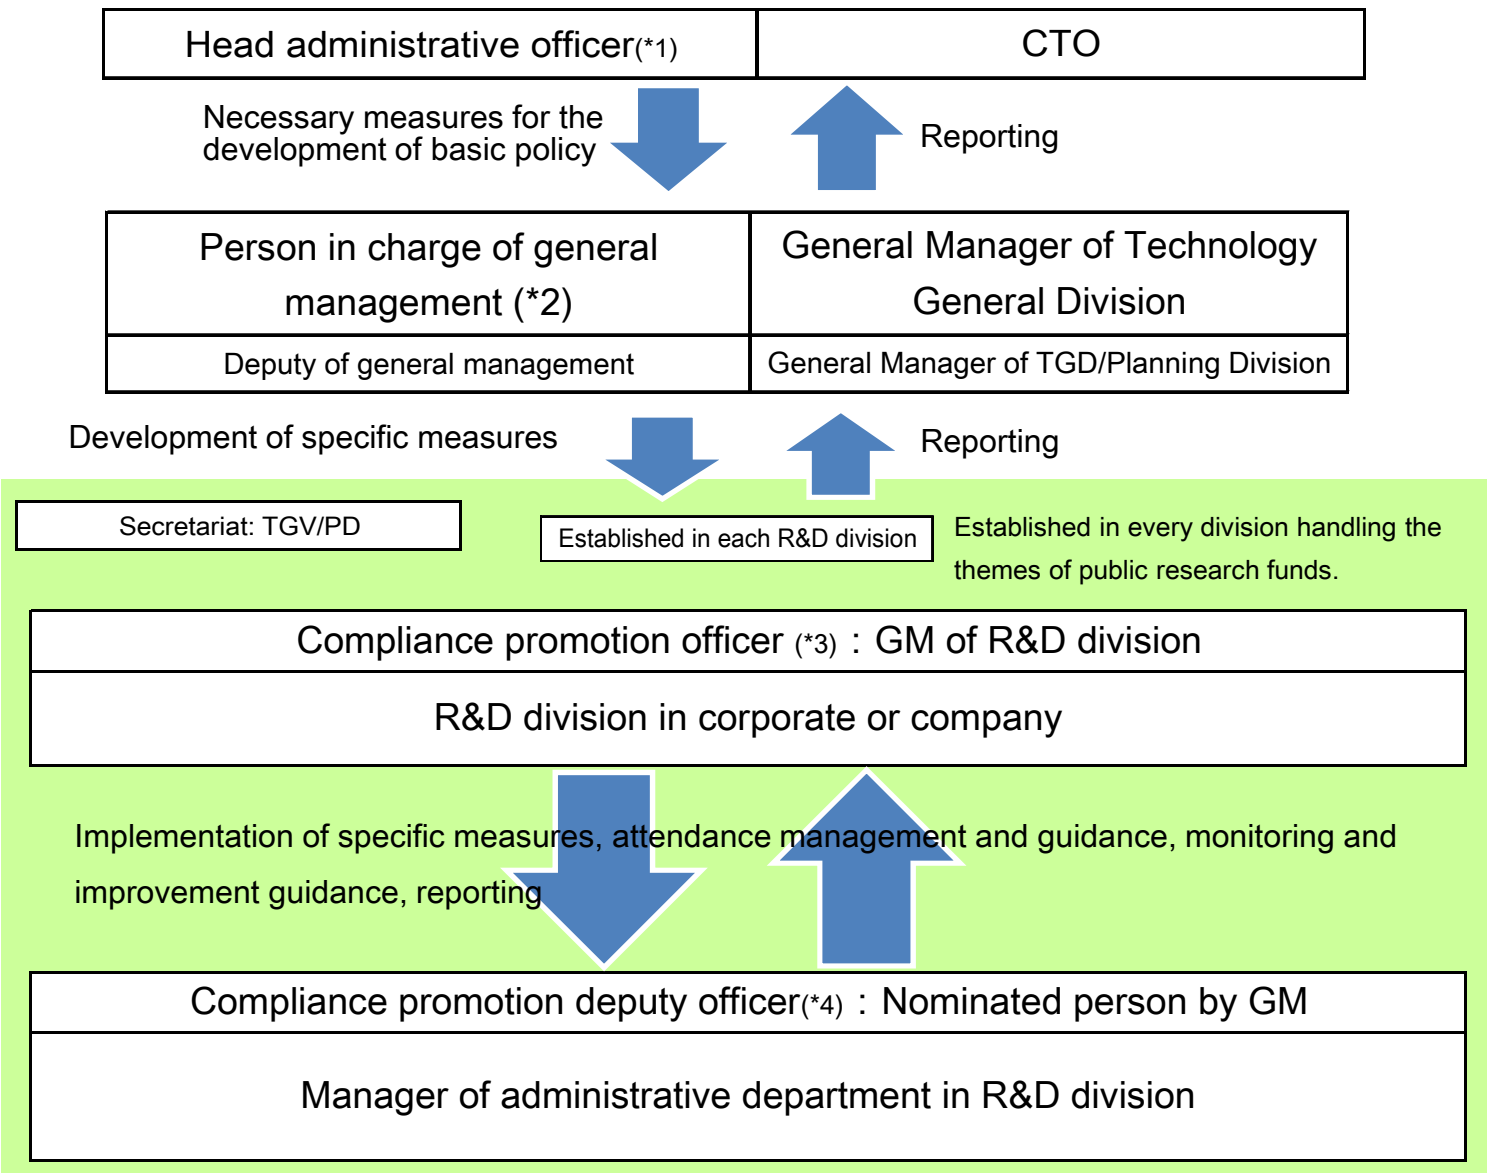 Head administrative officer(*1)
CTO
Necessary measures for the
development of basic policy
Reporting
Person in charge of general
management (*2)
General Manager of Technology
General Division
Deputy of general management
General Manager of TGD/Planning Division
Development of specific measures
Reporting
Secretariat: TGV/PD
Established in each R&D division
Established in every division handling the
themes of public research funds.
Compliance promotion officer (*3)：GM of R&D division
R&D division in corporate or company
Implementation of specific measures, attendance management and guidance, monitoring and
improvement guidance, reporting
Compliance promotion deputy officer(*4)：Nominated person by GM
Manager of administrative department in R&D division